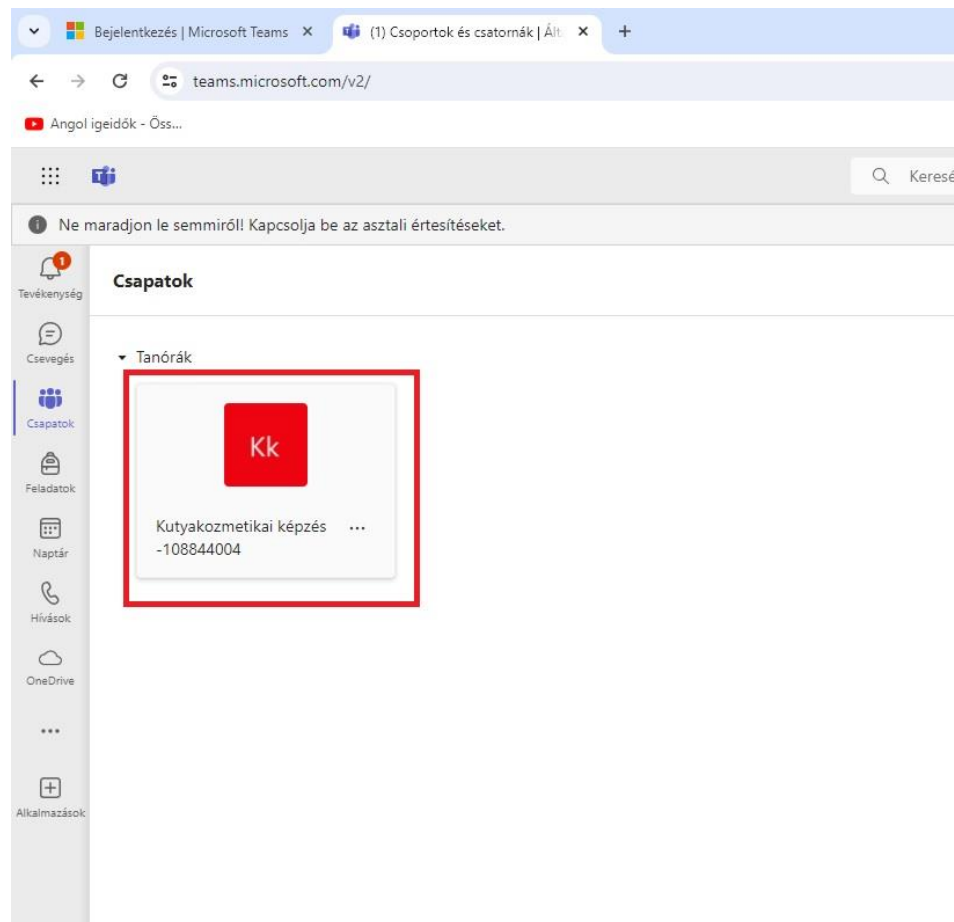 Bejelentkezés | Microsoft Teams
(1) Csoportok és csatornák | Ált
teams.microsoft.com/v2/
Angol igeidők - Öss...
Keresé
Ne maradjon le semmiről! Kapcsolja be az asztali értesítéseket.
1
Tevékenység
Csapatok
Csevegés
Tanórák
Csapatok
Kk
Feladatok
Kutyakozmetikai képzés ...
-108844004
Naptár
Hívások
OneDrive
Alkalmazások